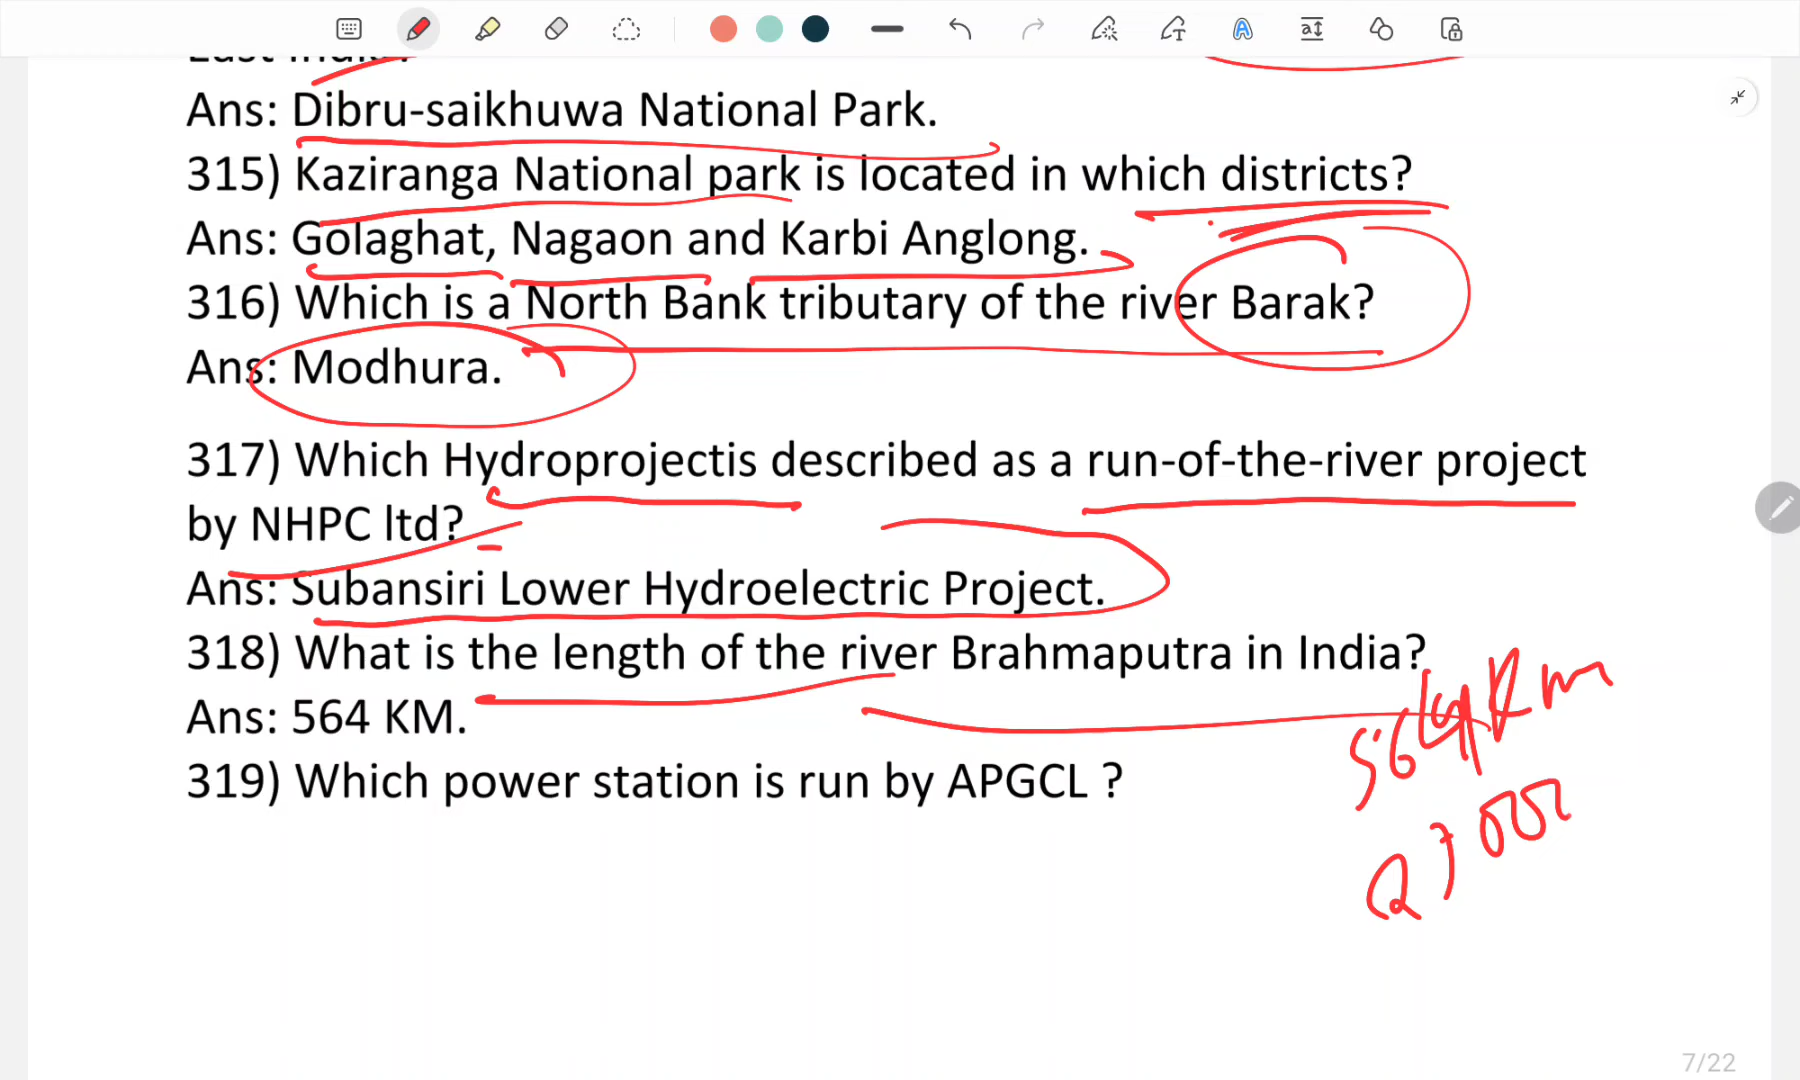 Ans: Dibru-saikhuwa National Park.
315) Kaziranga National park is located in which districts?
Ans: Golaghat, Nagaon and Karbi Anglong.
316) Which is a North Bank tributary of the river Barak?
Ans: Modhura.
317) Which Hydroprojectis described as a run-of-the-river project
by NHPC ltd?
Ans: Subansiri Lower Hydroelectric Project.
318) What is the length of the river Brahmaputra in India?
564 Km
Ans: 564 KM.
319) Which power station is run by APGCL ?
7/22